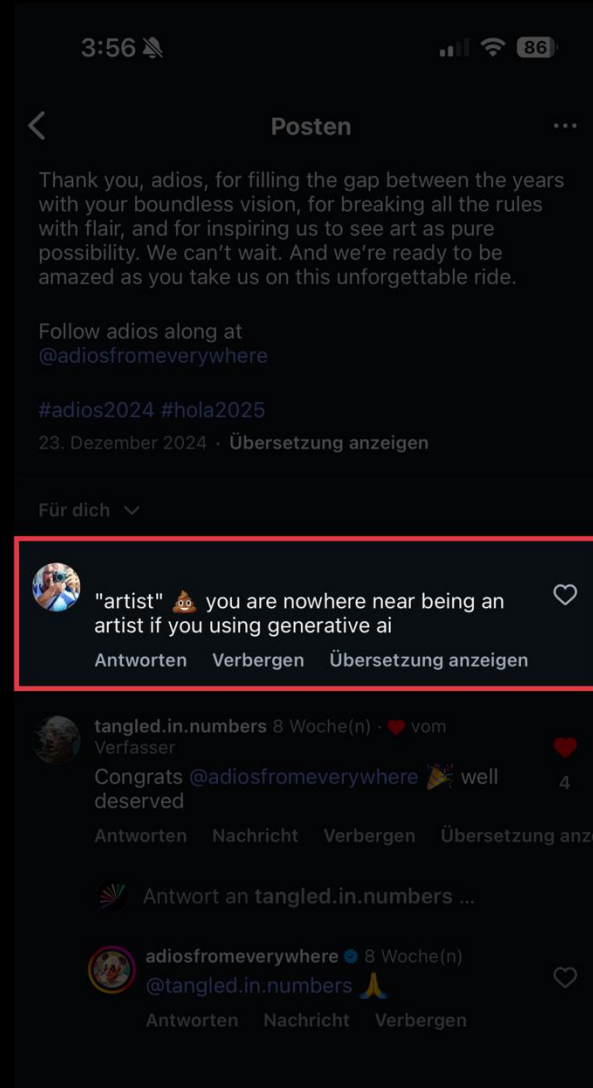 3:56
86
Posten
Thank you, adios, for filling the gap between the years
with your boundless vision, for breaking all the rules
with flair, and for inspiring us to see art as pure
possibility. We can’t wait. And we’re ready to be
amazed as you take us on this unforgettable ride.
Follow adios along at
@adiosfromeverywhere
#adios2024 #hola2025
23. Dezember 2024 · Übersetzung anzeigen
Für dich
"artist" 💩 you are nowhere near being an
artist if you using generative ai
Antworten Verbergen Übersetzung anzeigen
tangled.in.numbers 8 Woche(n) · ❤️ vom
Verfasser
Congrats @adiosfromeverywhere 🎉 well
deserved
4
Antworten Nachricht Verbergen Übersetzung anz
Antwort an tangled.in.numbers ...
adiosfromeverywhere 8 Woche(n)
@tangled.in.numbers 🙏
Antworten Nachricht Verbergen